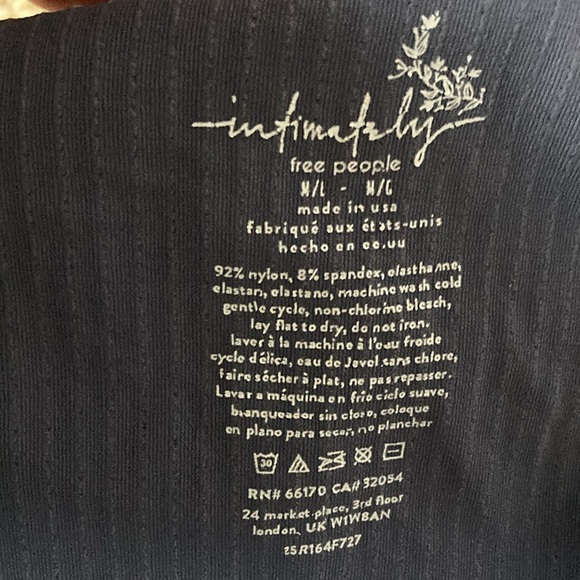 intimately
free people
M/L - M/G
made in usa
fabriqué aux états-unis
hecho en ee.uu
92% nylon, 8% spandex, elasthanne,
elastan, elastano, machine wash cold
gentle cycle, non-chlorine bleach,
lay flat to dry, do not iron.
laver à la machine à l'eau froide
cycle délica, eau de Javel sans chlore,
faire sécher à plat, ne pas repasser.
Lavar a máquina en frío ciclo suave,
blanqueador sin cloro, coloque
en plano para secar, no planchar
30
RN# 66170 CA# 32054
24 market place, 3rd floor
london, UK W1W8AN
25R164F727